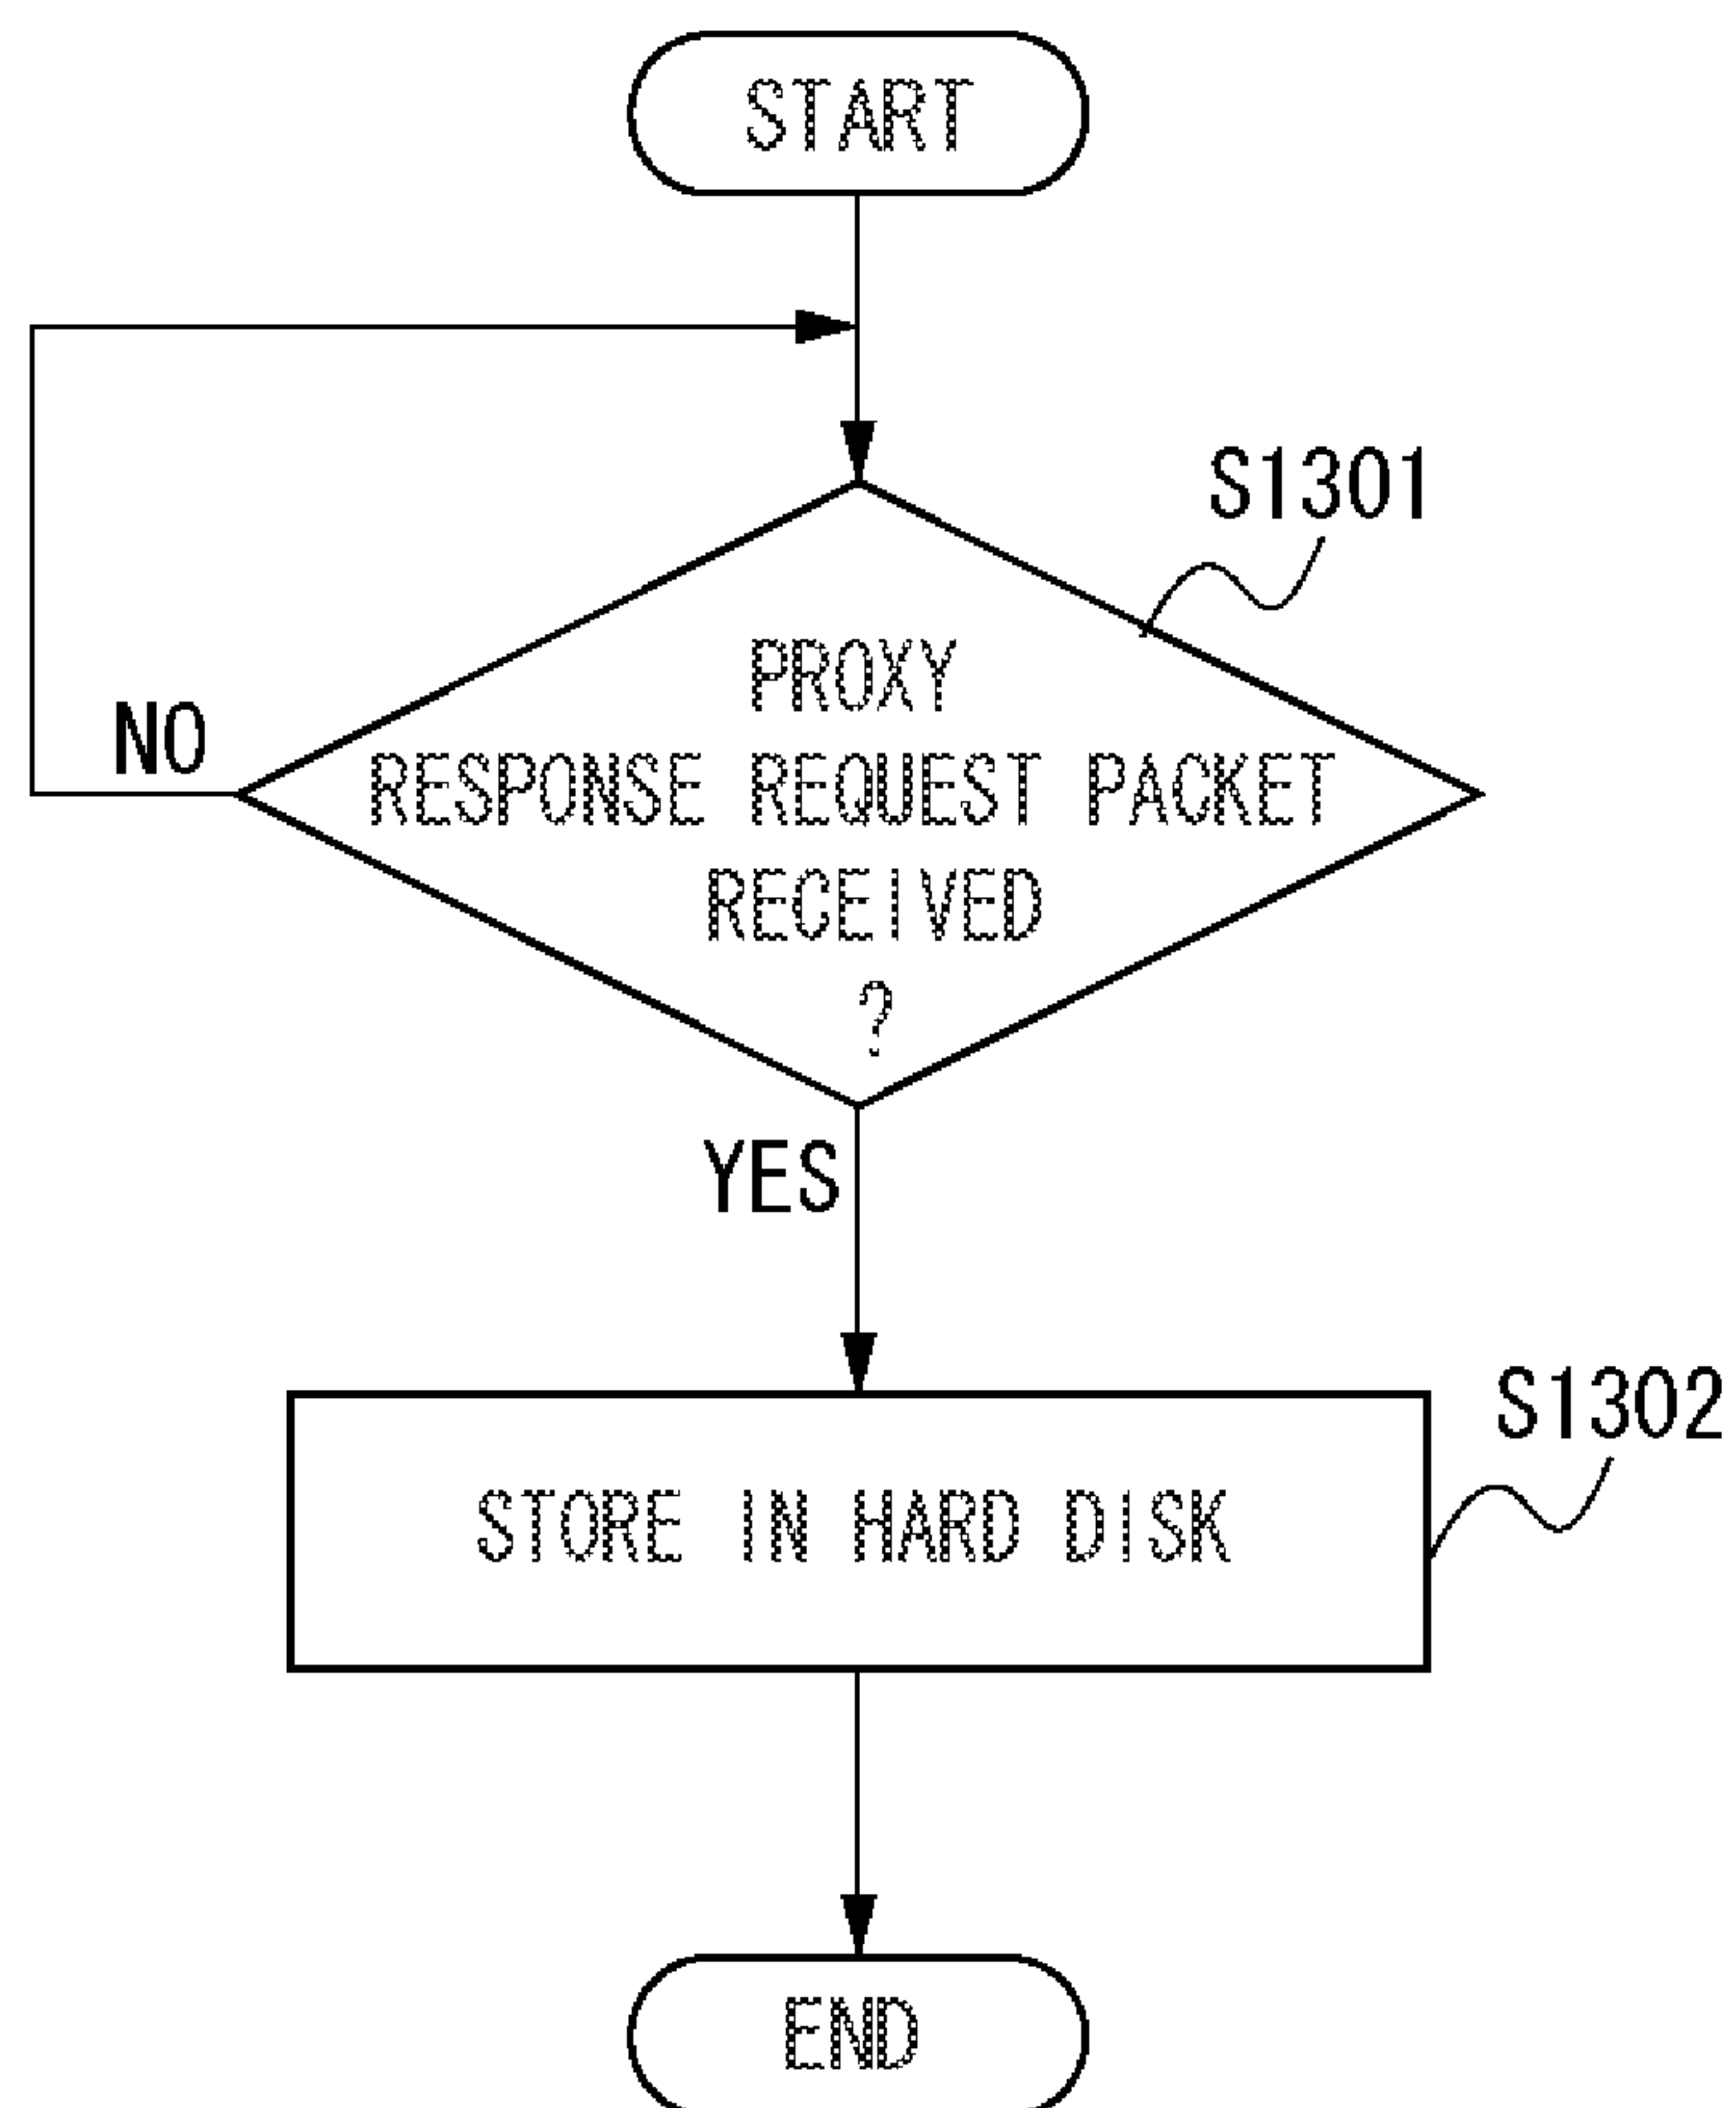 START
S1301
PROXY
RESPONSE REQUEST PACKET
RECEIVED
?
NO
YES
S1302
STORE IN HARD DISK
END